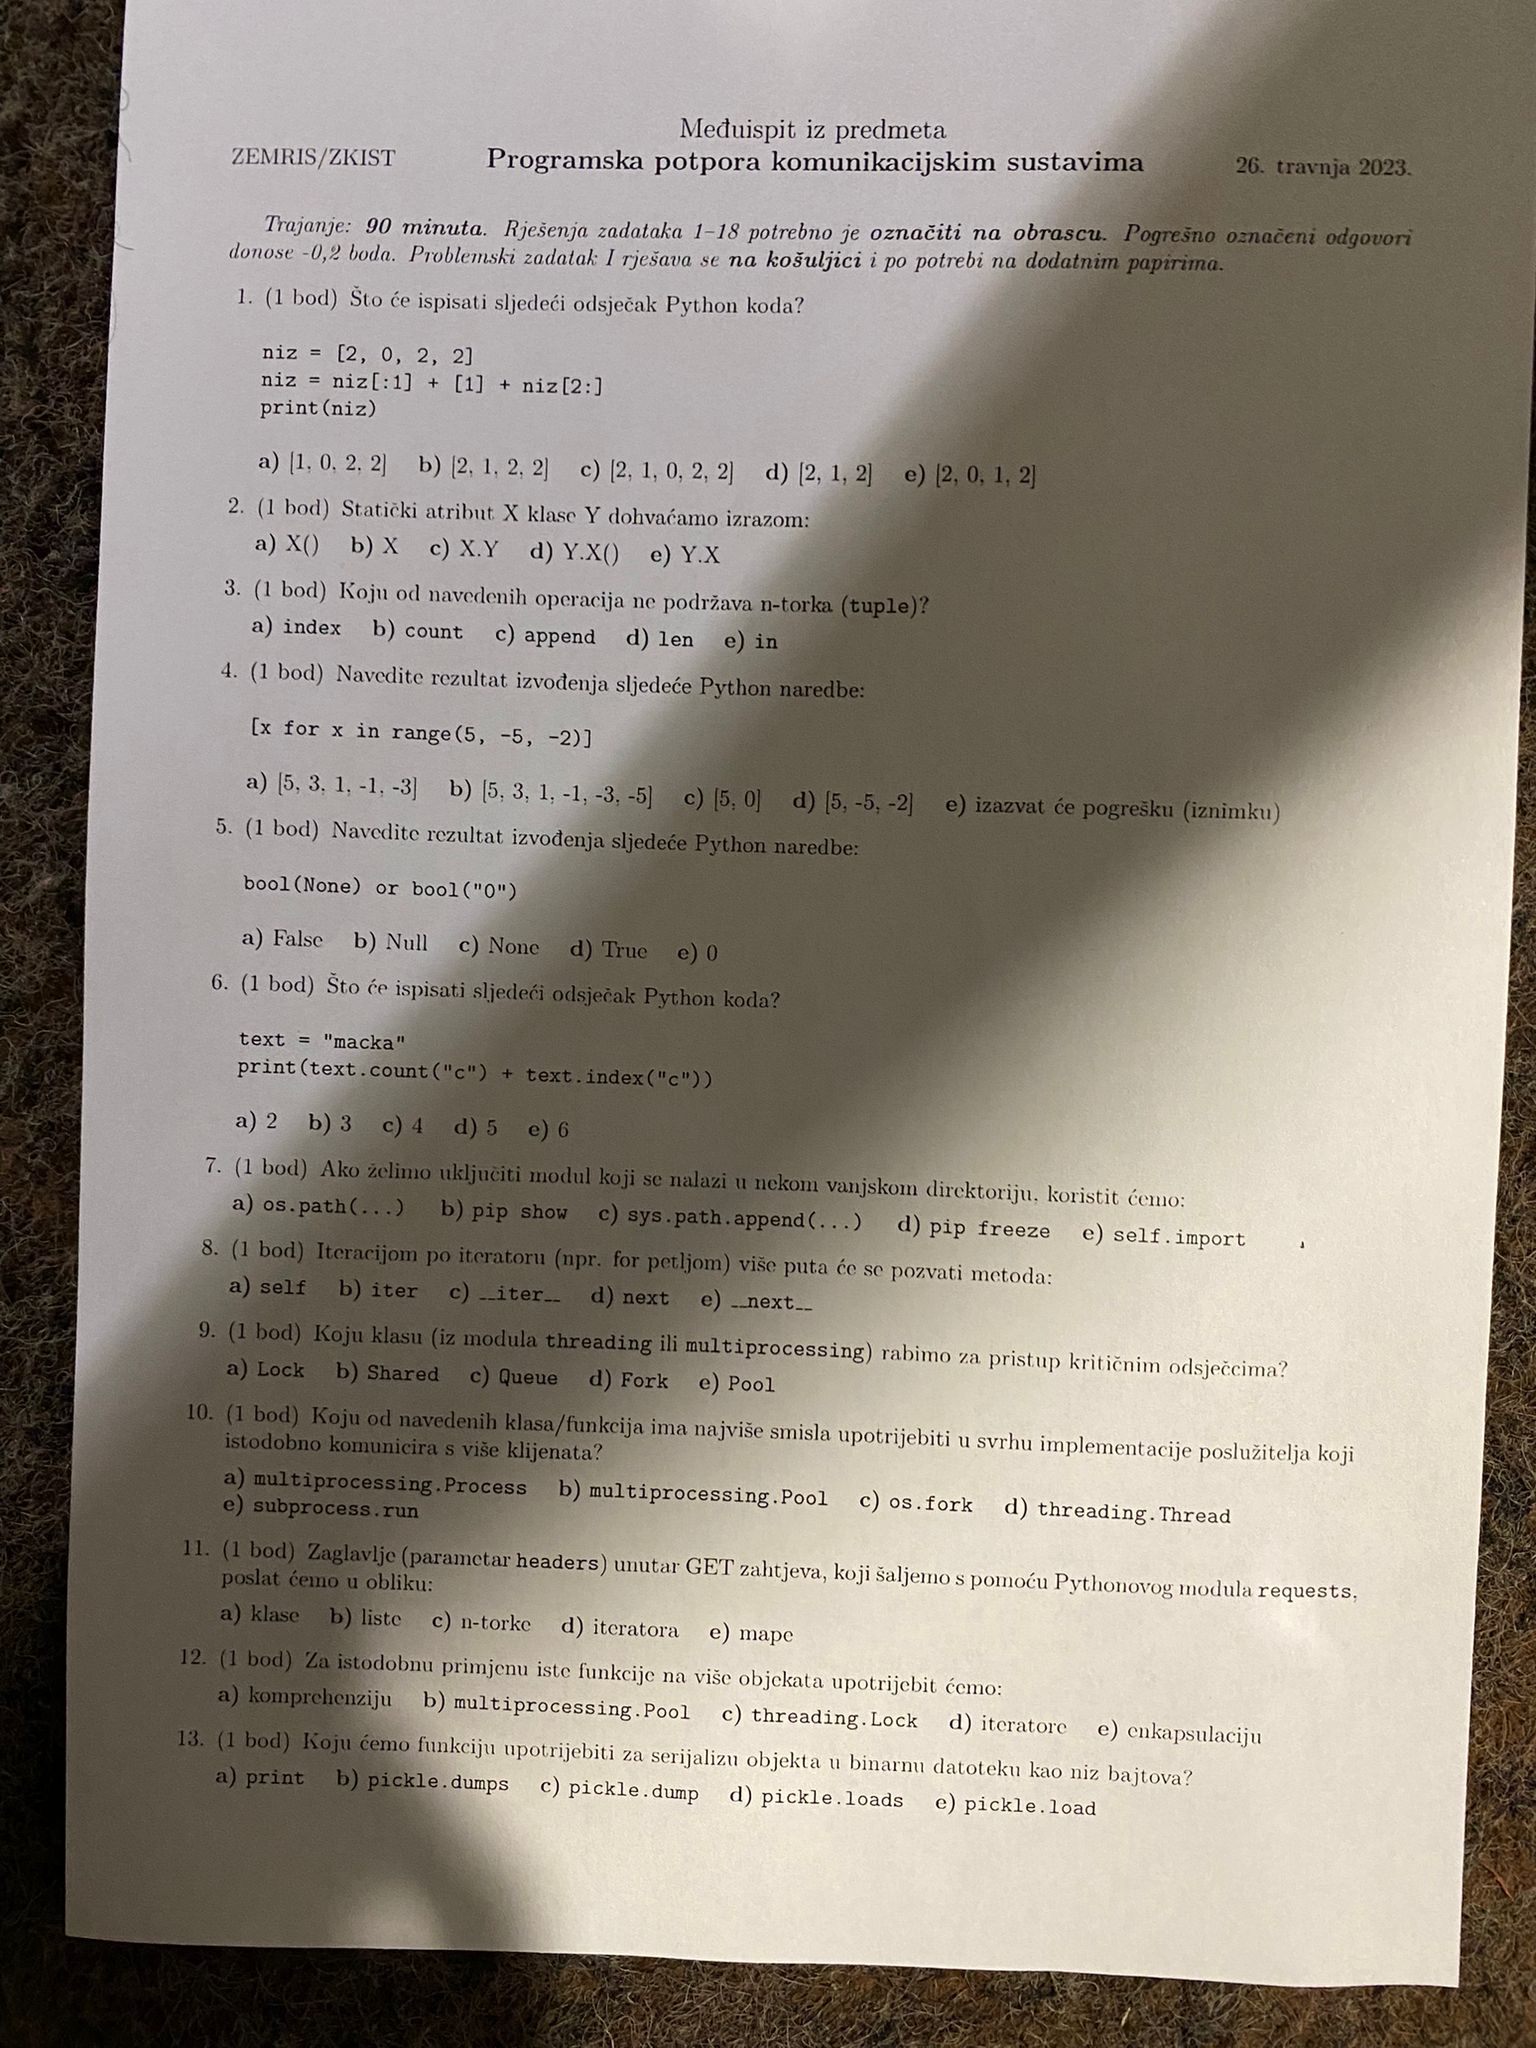 Međuispit iz predmeta
ZEMRIS/ZKIST Programska potpora komunikacijskim sustavima 26. travnja 2023.
Trajanje: 90 minuta. Rješenja zadataka 1–18 potrebno je označiti na obrascu. Pogrešno označeni odgovori
donose -0,2 boda. Problemski zadatak I rješava se na košuljici i po potrebi na dodatnim papirima.
1. (1 bod) Što će ispisati sljedeći odsječak Python koda?
niz = [2, 0, 2, 2]
niz = niz[:1] + [1] + niz[2:]
print(niz)
a) [1, 0, 2, 2] b) [2, 1, 2, 2] c) [2, 1, 0, 2, 2] d) [2, 1, 2] e) [2, 0, 1, 2]
2. (1 bod) Statički atribut X klase Y dohvaćamo izrazom:
a) X() b) X c) X.Y d) Y.X() e) Y.X
3. (1 bod) Koju od navedenih operacija ne podržava n-torka (tuple)?
a) index b) count c) append d) len e) in
4. (1 bod) Navedite rezultat izvođenja sljedeće Python naredbe:
[x for x in range(5, -5, -2)]
a) [5, 3, 1, -1, -3] b) [5, 3, 1, -1, -3, -5] c) [5, 0] d) [5, -5, -2] e) izazvat će pogrešku (iznimku)
5. (1 bod) Navedite rezultat izvođenja sljedeće Python naredbe:
bool(None) or bool("0")
a) False b) Null c) None d) True e) 0
6. (1 bod) Što će ispisati sljedeći odsječak Python koda?
text = "macka"
print(text.count("c") + text.index("c"))
a) 2 b) 3 c) 4 d) 5 e) 6
7. (1 bod) Ako želimo uključiti modul koji se nalazi u nekom vanjskom direktoriju, koristit ćemo:
a) os.path(...) b) pip show c) sys.path.append(...) d) pip freeze e) self.import
8. (1 bod) Iteracijom po iteratoru (npr. for petljom) više puta će se pozvati metoda:
a) self b) iter c) __iter__ d) next e) __next__
9. (1 bod) Koju klasu (iz modula threading ili multiprocessing) rabimo za pristup kritičnim odsječcima?
a) Lock b) Shared c) Queue d) Fork e) Pool
10. (1 bod) Koju od navedenih klasa/funkcija ima najviše smisla upotrijebiti u svrhu implementacije poslužitelja koji
istodobno komunicira s više klijenata?
a) multiprocessing.Process b) multiprocessing.Pool c) os.fork d) threading.Thread
e) subprocess.run
11. (1 bod) Zaglavlje (parametar headers) unutar GET zahtjeva, koji šaljemo s pomoću Pythonovog modula requests,
poslat ćemo u obliku:
a) klase b) liste c) n-torke d) iteratora e) mape
12. (1 bod) Za istodobnu primjenu iste funkcije na više objekata upotrijebit ćemo:
a) komprehenziju b) multiprocessing.Pool c) threading.Lock d) iteratore e) enkapsulaciju
13. (1 bod) Koju ćemo funkciju upotrijebiti za serijalizu objekta u binarnu datoteku kao niz bajtova?
a) print b) pickle.dumps c) pickle.dump d) pickle.loads e) pickle.load